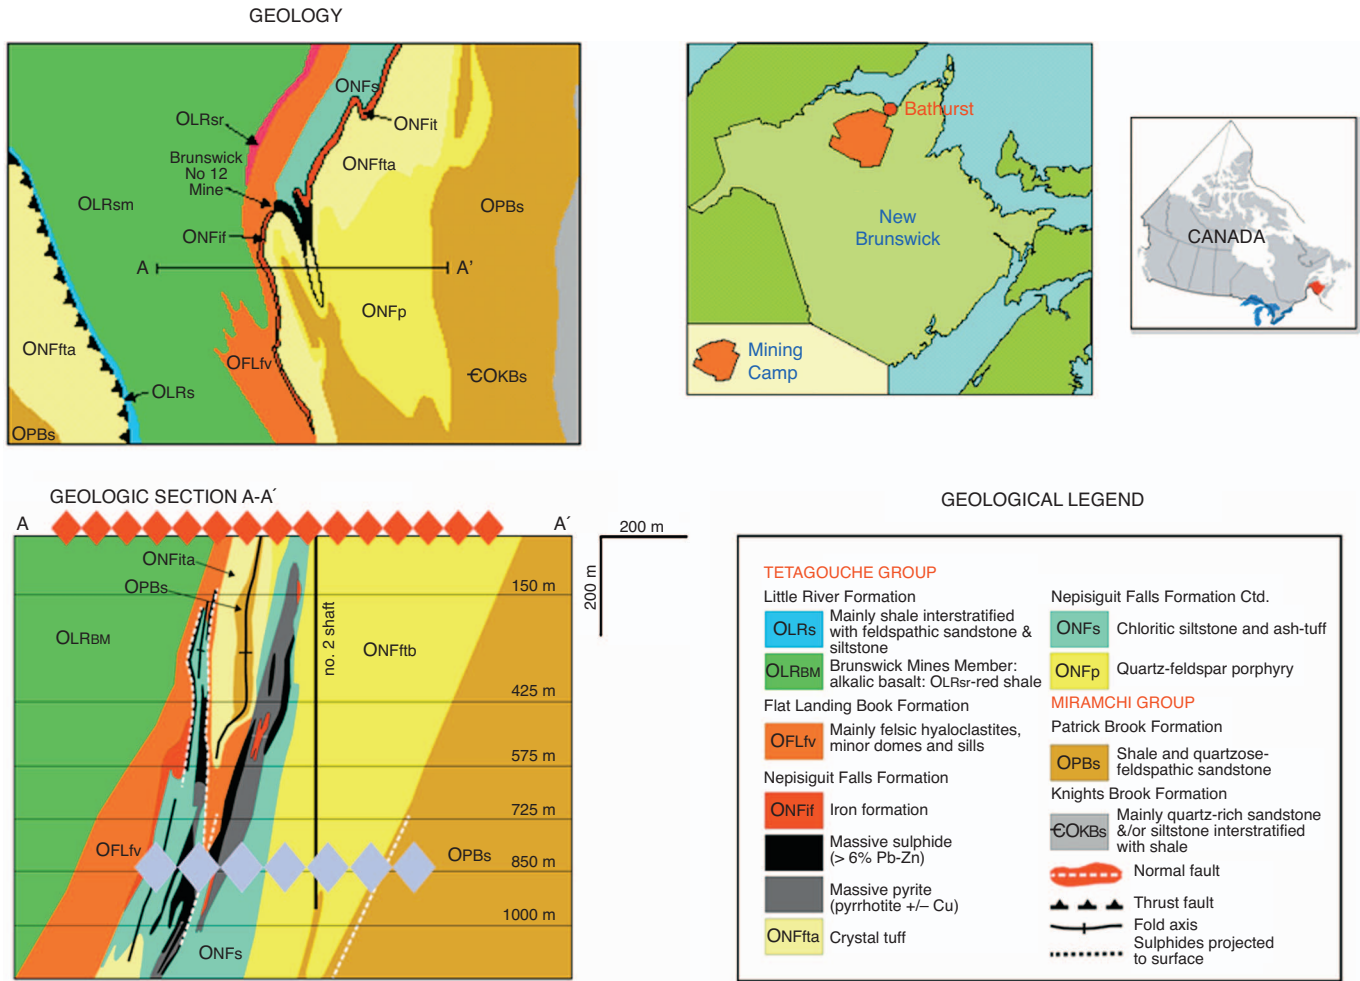 GEOLOGY
ONFs
OLRsr
ONFit
Brunswick
No 12
Mine
ONFfta
OLRsm
OPBs
ONFif
A
A'
ONFp
ONFfta
OFLfv
ЄOKBs
OLRs
OPBs
Bathurst
New
Brunswick
Mining
Camp
CANADA
GEOLOGIC SECTION A-A´
A
A´
200 m
200 m
ONFita
OPBs
150 m
no. 2 shaft
OLRBM
ONFftb
425 m
575 m
725 m
OFLfv
OPBs
850 m
1000 m
ONFs
GEOLOGICAL LEGEND
TETAGOUCHE GROUP
Little River Formation
OLRs
Mainly shale interstratified
with feldspathic sandstone &
siltstone
OLRBM
Brunswick Mines Member:
alkalic basalt: OLRsr-red shale
Flat Landing Book Formation
OFLfv
Mainly felsic hyaloclastites,
minor domes and sills
Nepisiguit Falls Formation
ONFif
Iron formation
Massive sulphide
(> 6% Pb-Zn)
Massive pyrite
(pyrrhotite +/– Cu)
ONFfta
Crystal tuff
Nepisiguit Falls Formation Ctd.
ONFs
Chloritic siltstone and ash-tuff
ONFp
Quartz-feldspar porphyry
MIRAMCHI GROUP
Patrick Brook Formation
OPBs
Shale and quartzose-
feldspathic sandstone
Knights Brook Formation
ЄOKBs
Mainly quartz-rich sandstone
&/or siltstone interstratified
with shale
Normal fault
Thrust fault
Fold axis
Sulphides projected
to surface